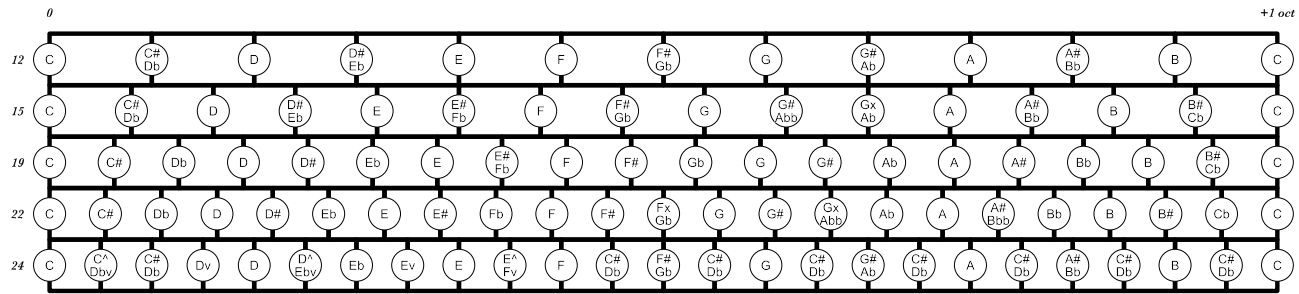 0 +1 oct
12 C C# Db D D# Eb E F F# Gb G G# Ab A A# Bb B C
15 C C# Db D D# Eb E E# Fb F F# Gb G G# Abb Gx Ab A A# Bb B B# Cb C
19 C C# Db D D# Eb E E# Fb F F# Gb G G# Ab A A# Bb B B# Cb C
22 C C# Db D D# Eb E E# Fb F F# Fx Gb G G# Gx Abb Ab A A# Bbb Bb B B# Cb C
24 C C^ Dbv C# Db Dv D D^ Ebv Eb Ev E E^ Fv F C# Db F# Gb C# Db G C# Db G# Ab C# Db A C# Db A# Bb C# Db B C# Db C